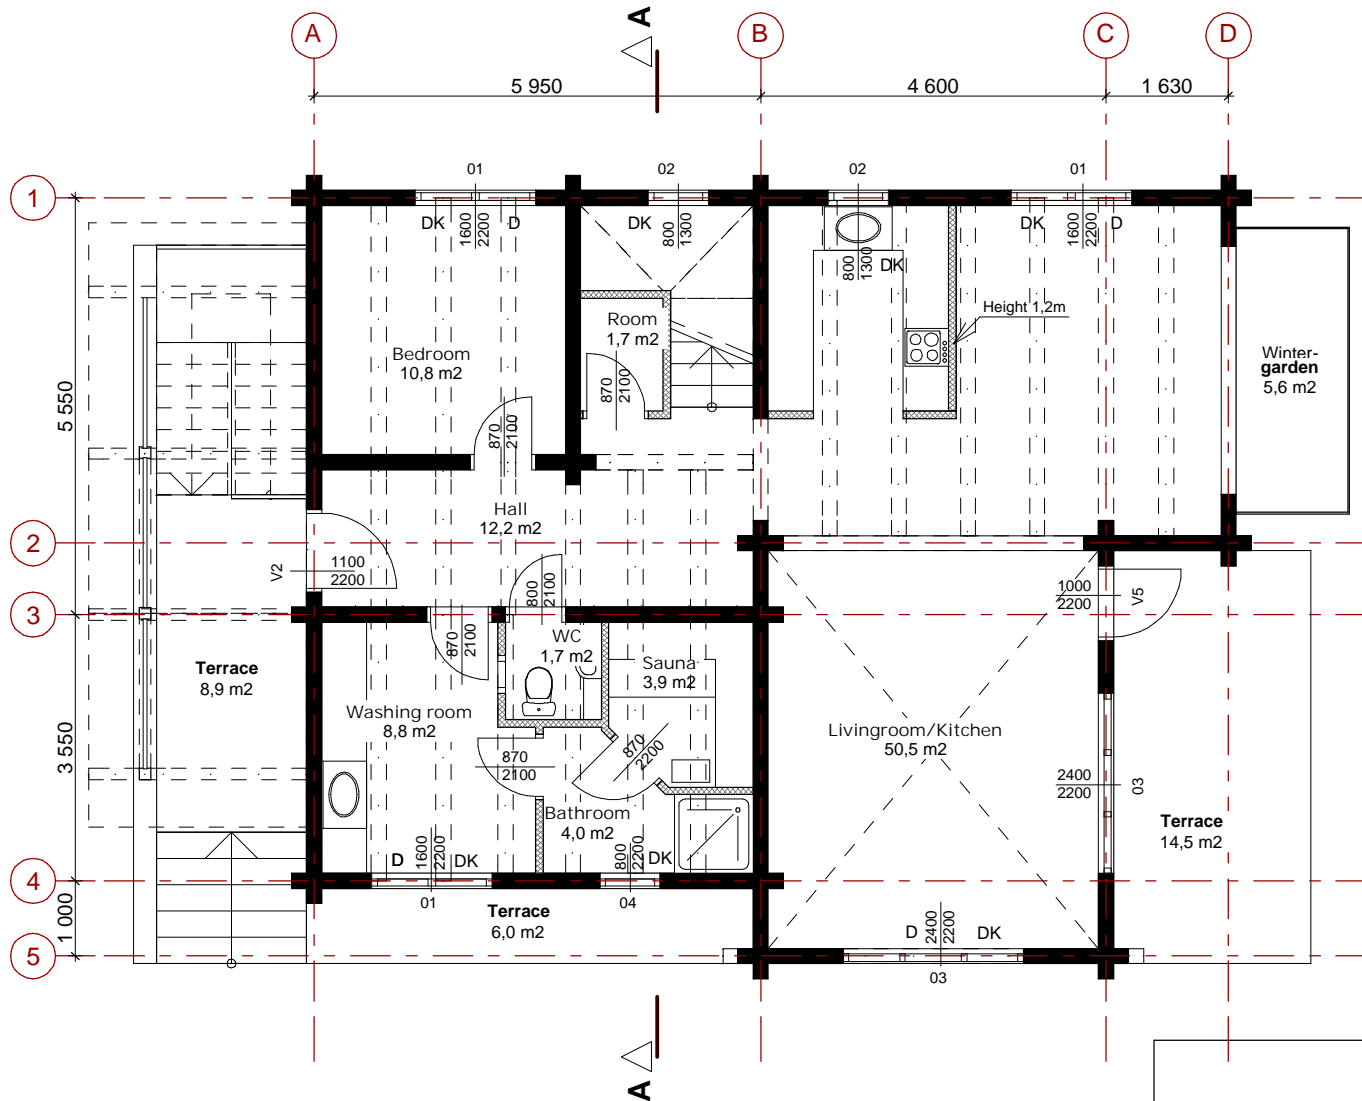 A
A
B
C
D
5 950
4 600
1 630
01
02
02
01
1
DK
1600
2200
D
DK
800
1300
800
1300
DK
DK
1600
2200
D
Height 1,2m
Room
1,7 m2
Bedroom
10,8 m2
870
2100
870
2100
Winter-
garden
5,6 m2
5 550
Hall
12,2 m2
2
V2
1100
2200
800
2100
1000
2200
V5
3
870
2100
WC
1,7 m2
Sauna
3,9 m2
Terrace
8,9 m2
Washing room
8,8 m2
870
2100
870
2200
Livingroom/Kitchen
50,5 m2
3 550
2400
2200
03
Bathroom
4,0 m2
Terrace
14,5 m2
D
1600
2200
DK
800
2200
DK
4
01
04
Terrace
6,0 m2
1 000
D
2400
2200
DK
5
03
A